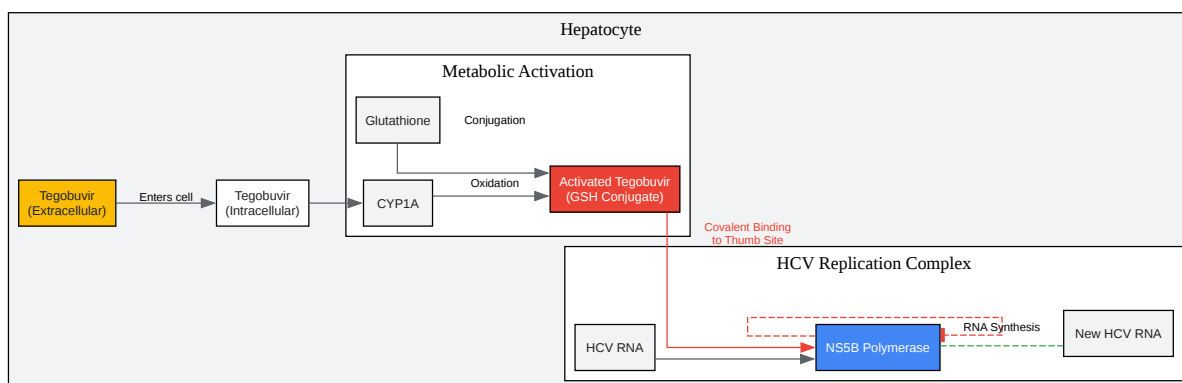 Hepatocyte
Metabolic Activation
Glutathione
Conjugation
Tegobuvir
(Extracellular)
Enters cell
Tegobuvir
(Intracellular)
CYP1A
Oxidation
Activated Tegobuvir
(GSH Conjugate)
Covalent Binding
to Thumb Site
HCV Replication Complex
HCV RNA
NS5B Polymerase
RNA Synthesis
New HCV RNA